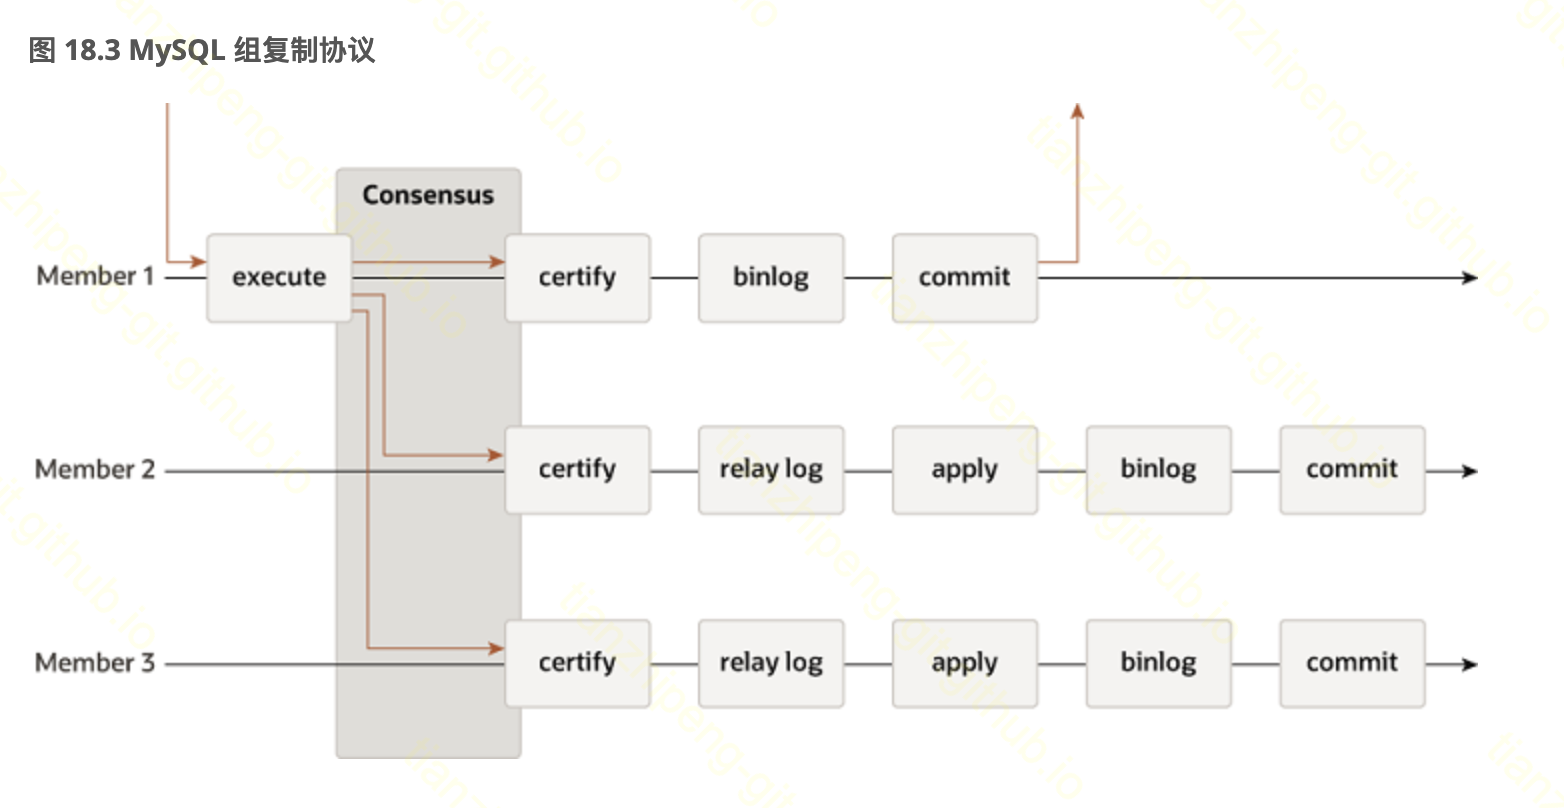 图 18.3 MySQL 组复制协议
Consensus
Member 1 execute certify binlog commit
Member 2 certify relay log apply binlog commit
Member 3 certify relay log apply binlog commit
tianzhipeng-git.github.io